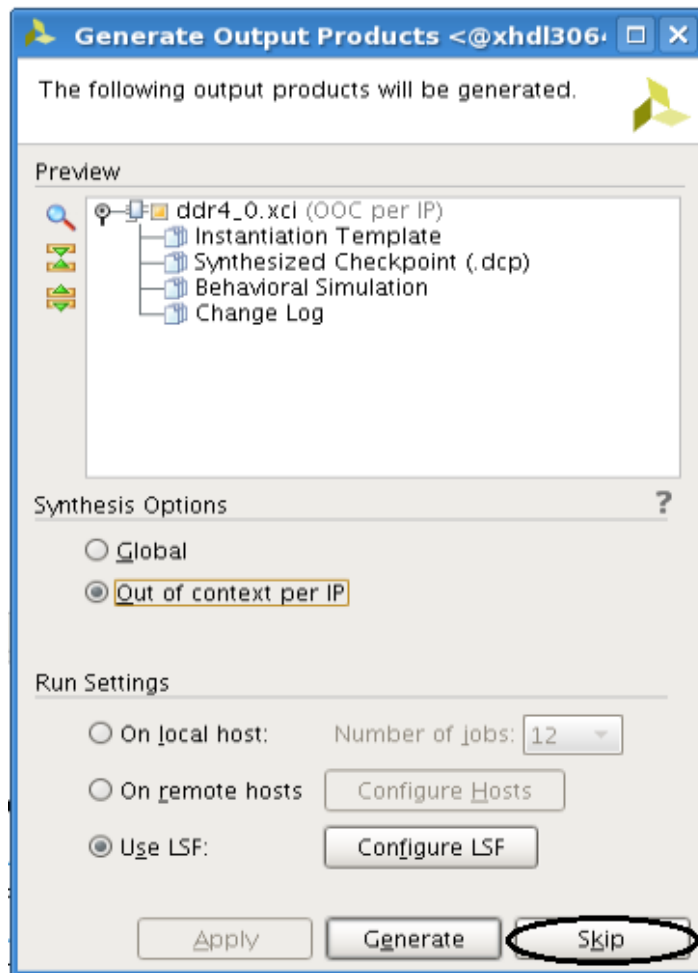 Generate Output Products <@xhdl306
The following output products will be generated.
Preview
ddr4_0.xci (OOC per IP)
Instantiation Template
Synthesized Checkpoint (.dcp)
Behavioral Simulation
Change Log
Synthesis Options ?
Global
Out of context per IP
Run Settings
On local host: Number of jobs: 12
On remote hosts Configure Hosts
Use LSF: Configure LSF
Apply Generate Skip